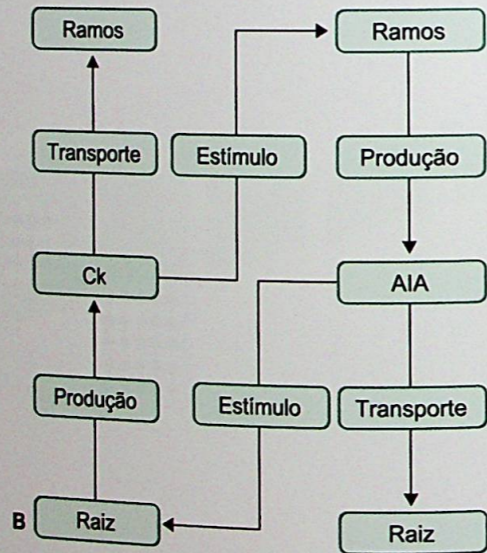 Ramos
Ramos
Transporte
Estímulo
Produção
Ck
AIA
Produção
Estímulo
Transporte
B
Raiz
Raiz